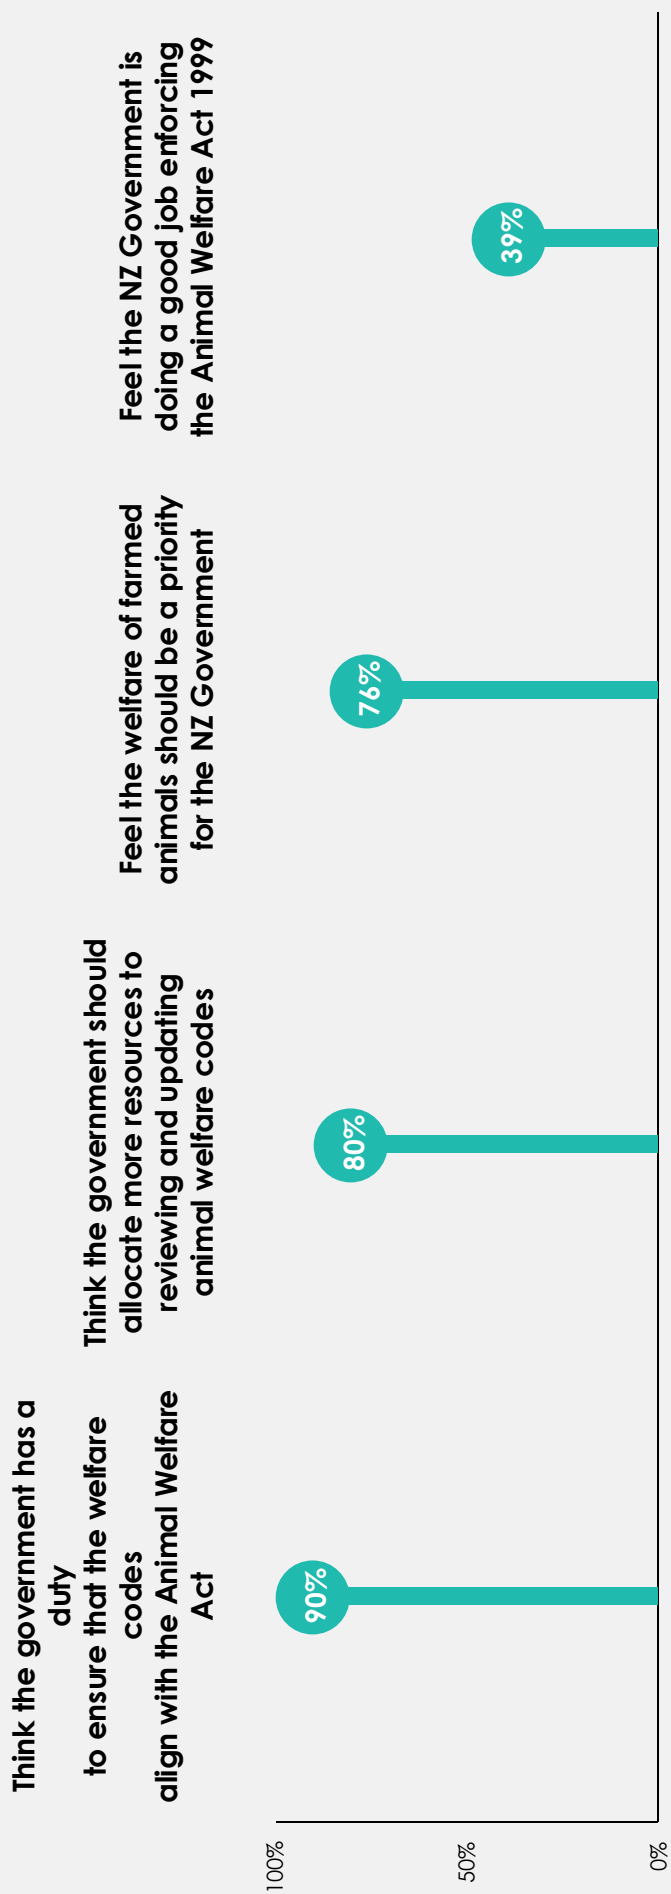 Think the government has a
duty
to ensure that the welfare
codes
align with the Animal Welfare
Act
Think the government should
allocate more resources to
reviewing and updating
animal welfare codes
Feel the welfare of farmed
animals should be a priority
for the NZ Government
Feel the NZ Government is
doing a good job enforcing
the Animal Welfare Act 1999
100%
50%
0%
90%
80%
76%
39%